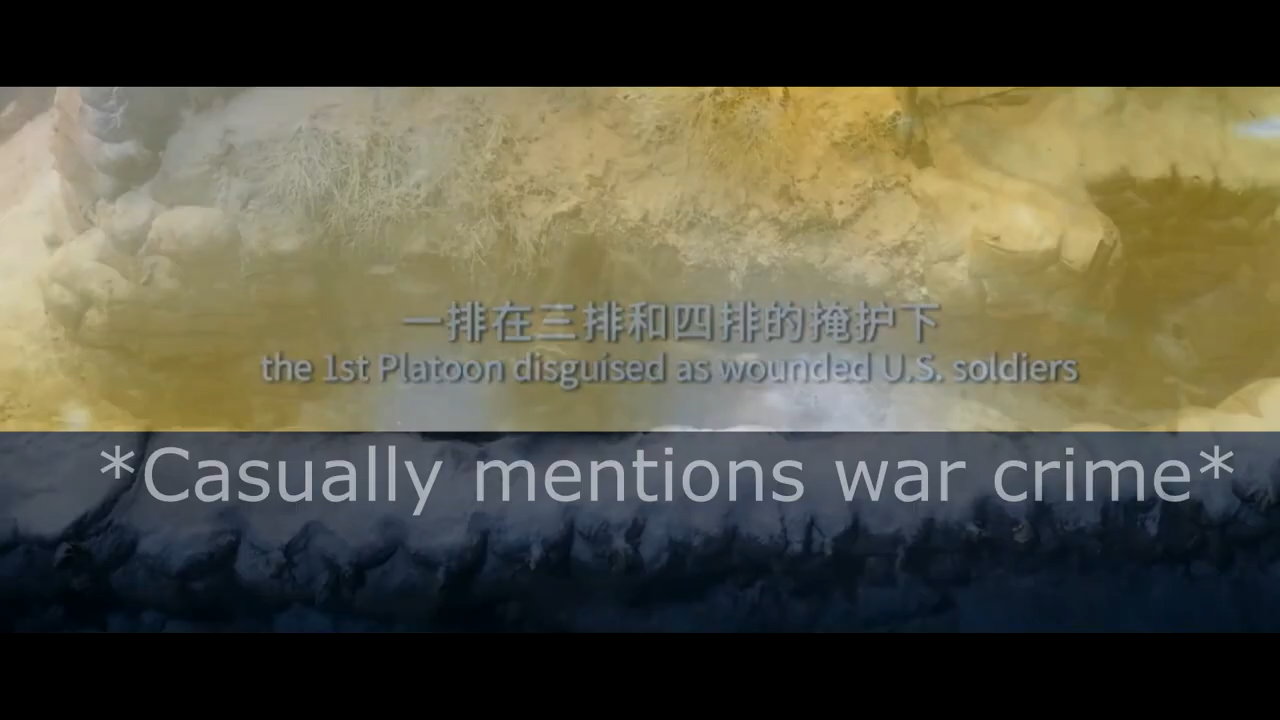 一排在三排和四排的掩护下
the 1st Platoon disguised as wounded U.S. soldiers
*Casually mentions war crime*